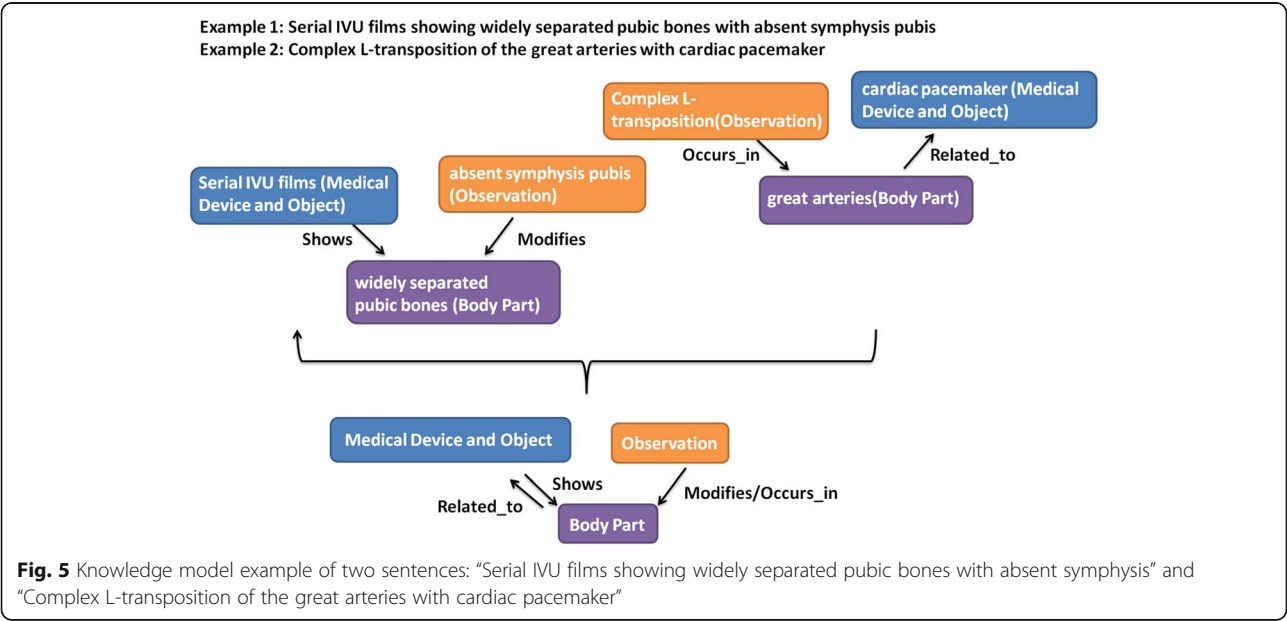 Example 1: Serial IVU films showing widely separated pubic bones with absent symphysis pubis
Example 2: Complex L-transposition of the great arteries with cardiac pacemaker
Complex L-
transposition(Observation)
cardiac pacemaker (Medical
Device and Object)
Occurs_in
Related_to
great arteries(Body Part)
Serial IVU films (Medical
Device and Object)
absent symphysis pubis
(Observation)
Shows
Modifies
widely separated
pubic bones (Body Part)
Medical Device and Object
Observation
Shows
Related_to
Modifies/Occurs_in
Body Part
Fig. 5 Knowledge model example of two sentences: “Serial IVU films showing widely separated pubic bones with absent symphysis” and
“Complex L-transposition of the great arteries with cardiac pacemaker”